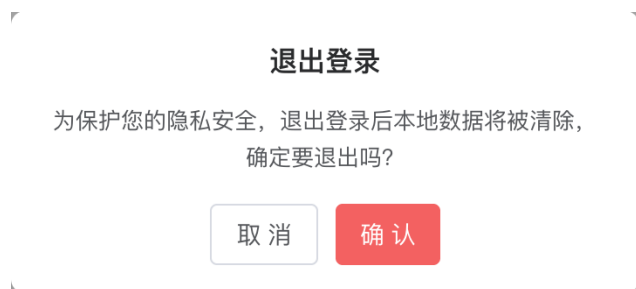 退出登录
为保护您的隐私安全，退出登录后本地数据将被清除，
确定要退出吗？
取 消
确 认